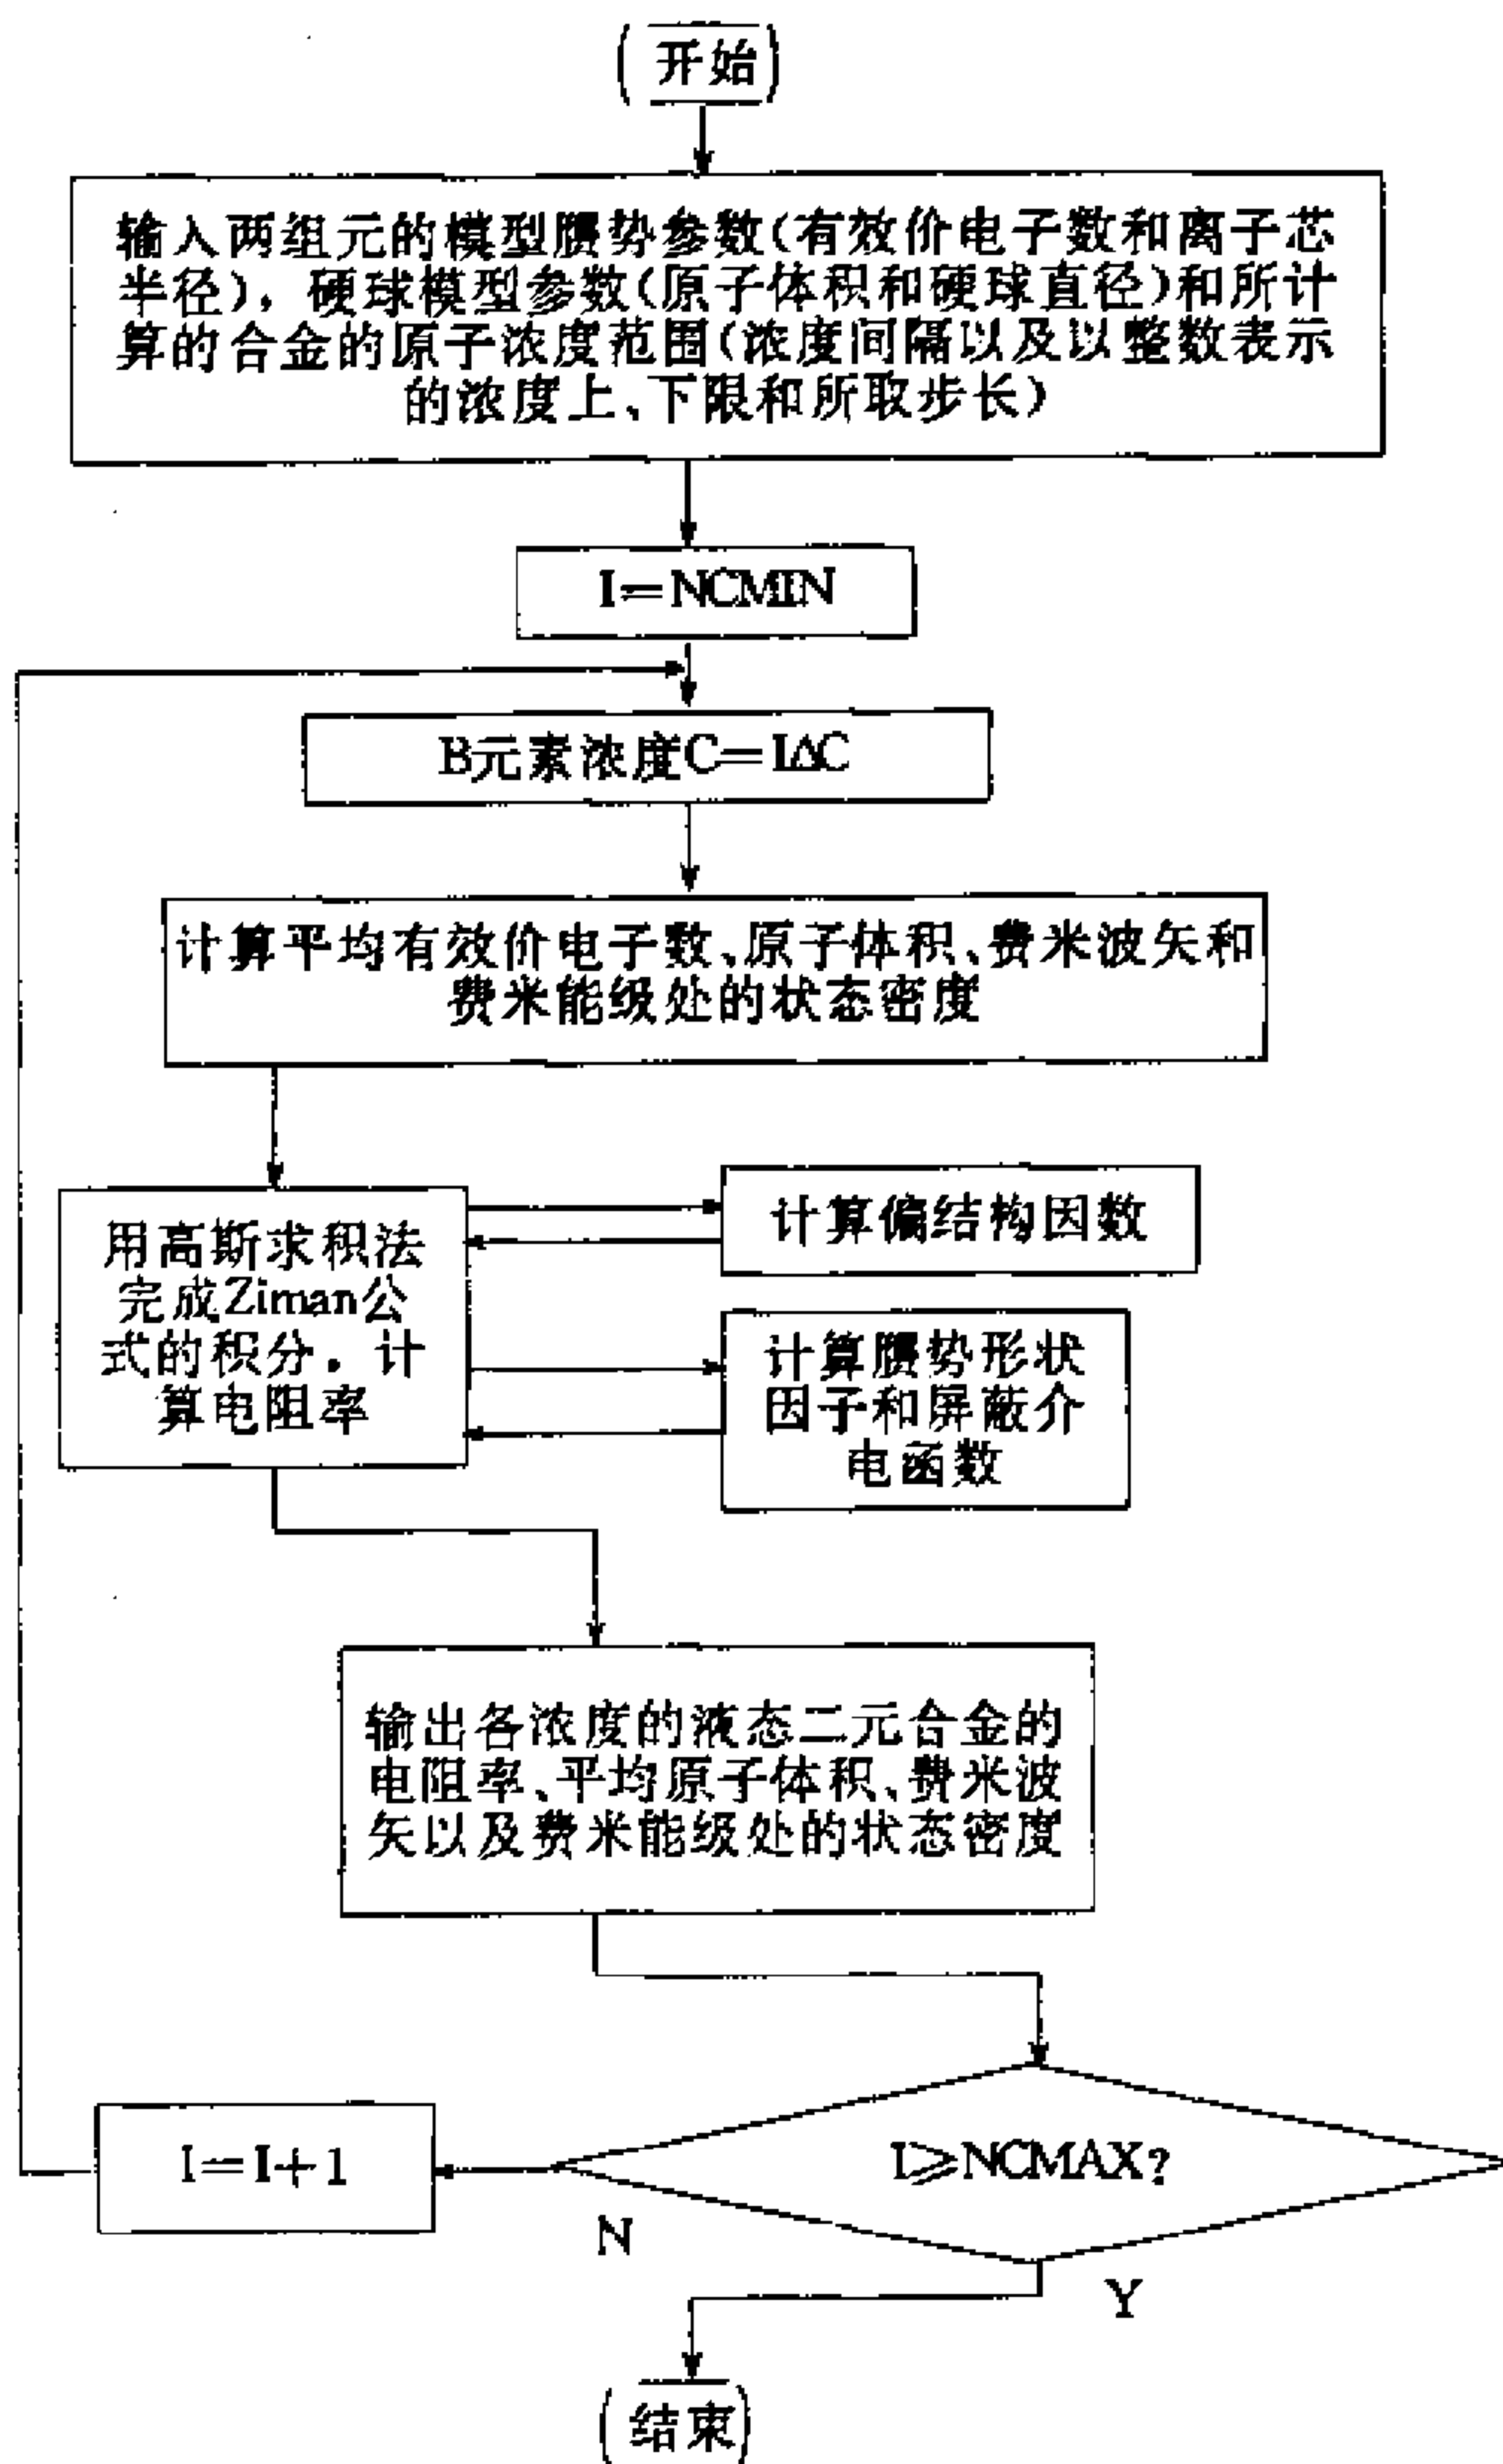 开始
输入两组元的模型赝势参数(有效价电子数和离子芯
半径)，硬球模型参数(原子体积和硬球直径)和所计
算的合金的原子浓度范围(浓度间隔以及以整数表示
的浓度上、下限和所取步长)
I=NCMIN
B元素浓度C=IΔC
计算平均有效价电子数、原子体积、费米波矢和
费米能级处的状态密度
用高斯求积法
完成Ziman公
式的积分，计
算电阻率
计算偏结构因数
计算赝势形状
因子和屏蔽介
电函数
输出各浓度的液态二元合金的
电阻率、平均原子体积、费米波
矢以及费米能级处的状态密度
I=I+1
I≥NCMAX?
N
Y
结束